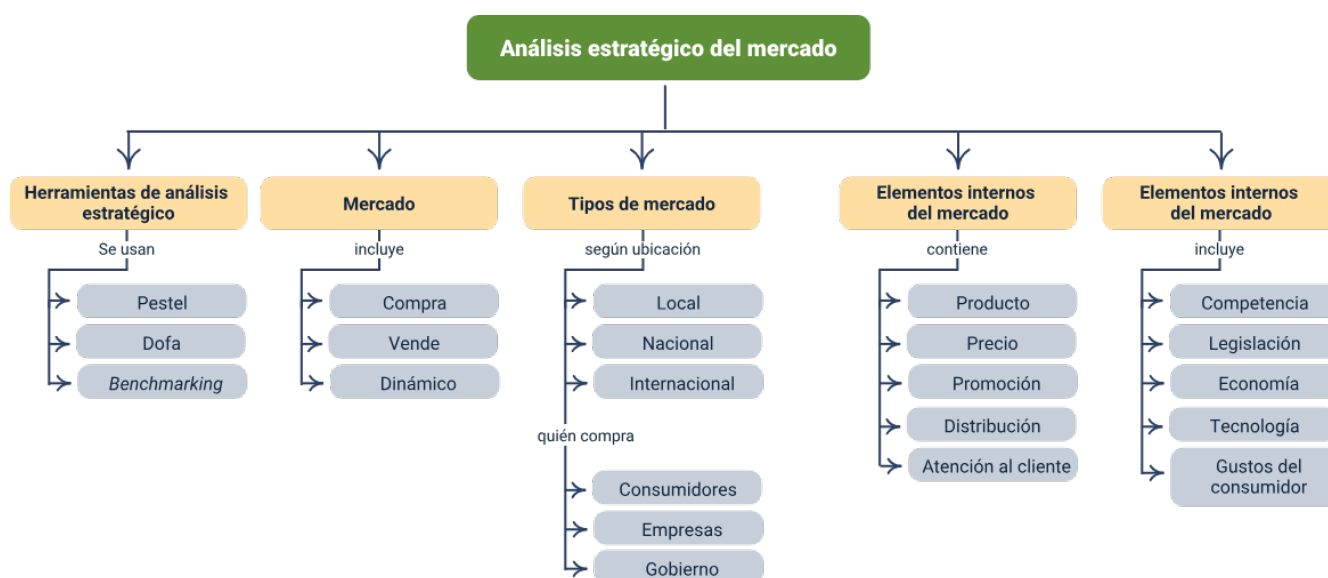 Análisis estratégico del mercado
Herramientas de análisis
estratégico
Se usan
Pestel
Dofa
Benchmarking
Mercado
incluye
Compra
Vende
Dinámico
Tipos de mercado
según ubicación
Local
Nacional
Internacional
quién compra
Consumidores
Empresas
Gobierno
Elementos internos
del mercado
contiene
Producto
Precio
Promoción
Distribución
Atención al cliente
Elementos internos
del mercado
incluye
Competencia
Legislación
Economía
Tecnología
Gustos del
consumidor